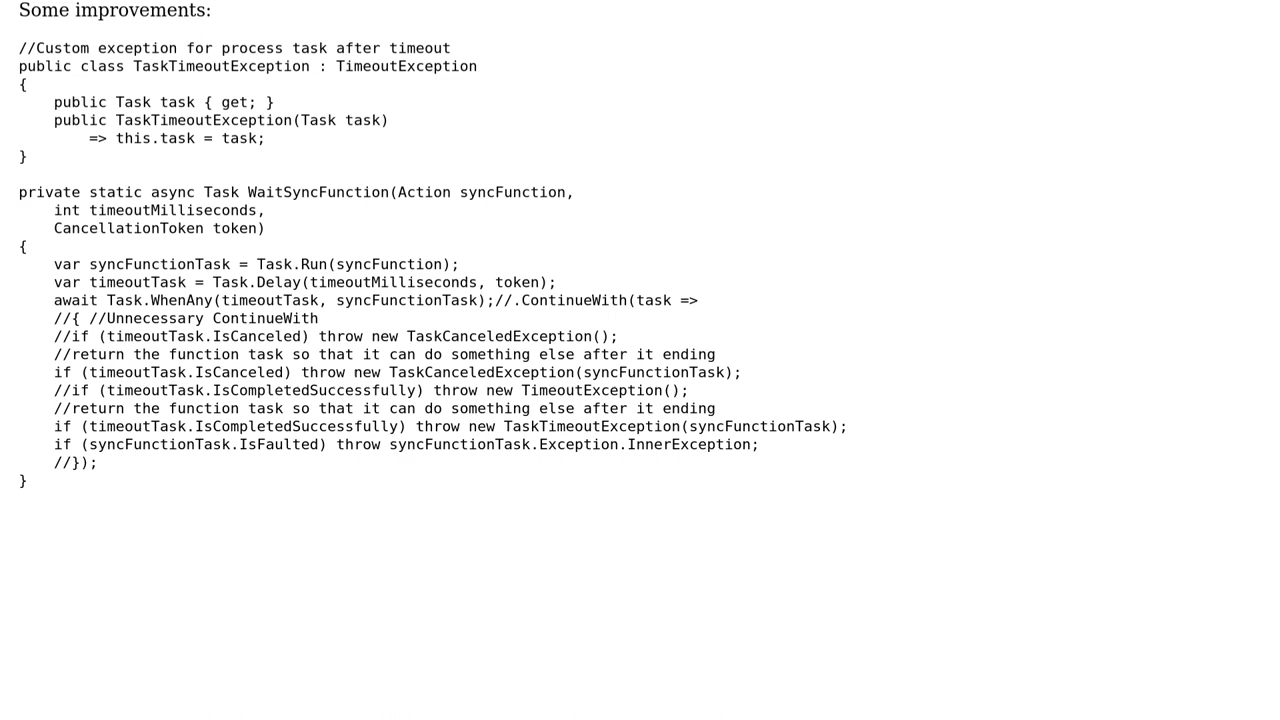 Some improvements:
//Custom exception for process task after timeout
public class TaskTimeoutException : TimeoutException
{
    public Task task { get; }
    public TaskTimeoutException(Task task)
        => this.task = task;
}
private static async Task WaitSyncFunction(Action syncFunction,
    int timeoutMilliseconds,
    CancellationToken token)
{
    var syncFunctionTask = Task.Run(syncFunction);
    var timeoutTask = Task.Delay(timeoutMilliseconds, token);
    await Task.WhenAny(timeoutTask, syncFunctionTask);//.ContinueWith(task =>
    //{ //Unnecessary ContinueWith
    //if (timeoutTask.IsCanceled) throw new TaskCanceledException();
    //return the function task so that it can do something else after it ending
    if (timeoutTask.IsCanceled) throw new TaskCanceledException(syncFunctionTask);
    //if (timeoutTask.IsCompletedSuccessfully) throw new TimeoutException();
    //return the function task so that it can do something else after it ending
    if (timeoutTask.IsCompletedSuccessfully) throw new TaskTimeoutException(syncFunctionTask);
    if (syncFunctionTask.IsFaulted) throw syncFunctionTask.Exception.InnerException;
    //});
}